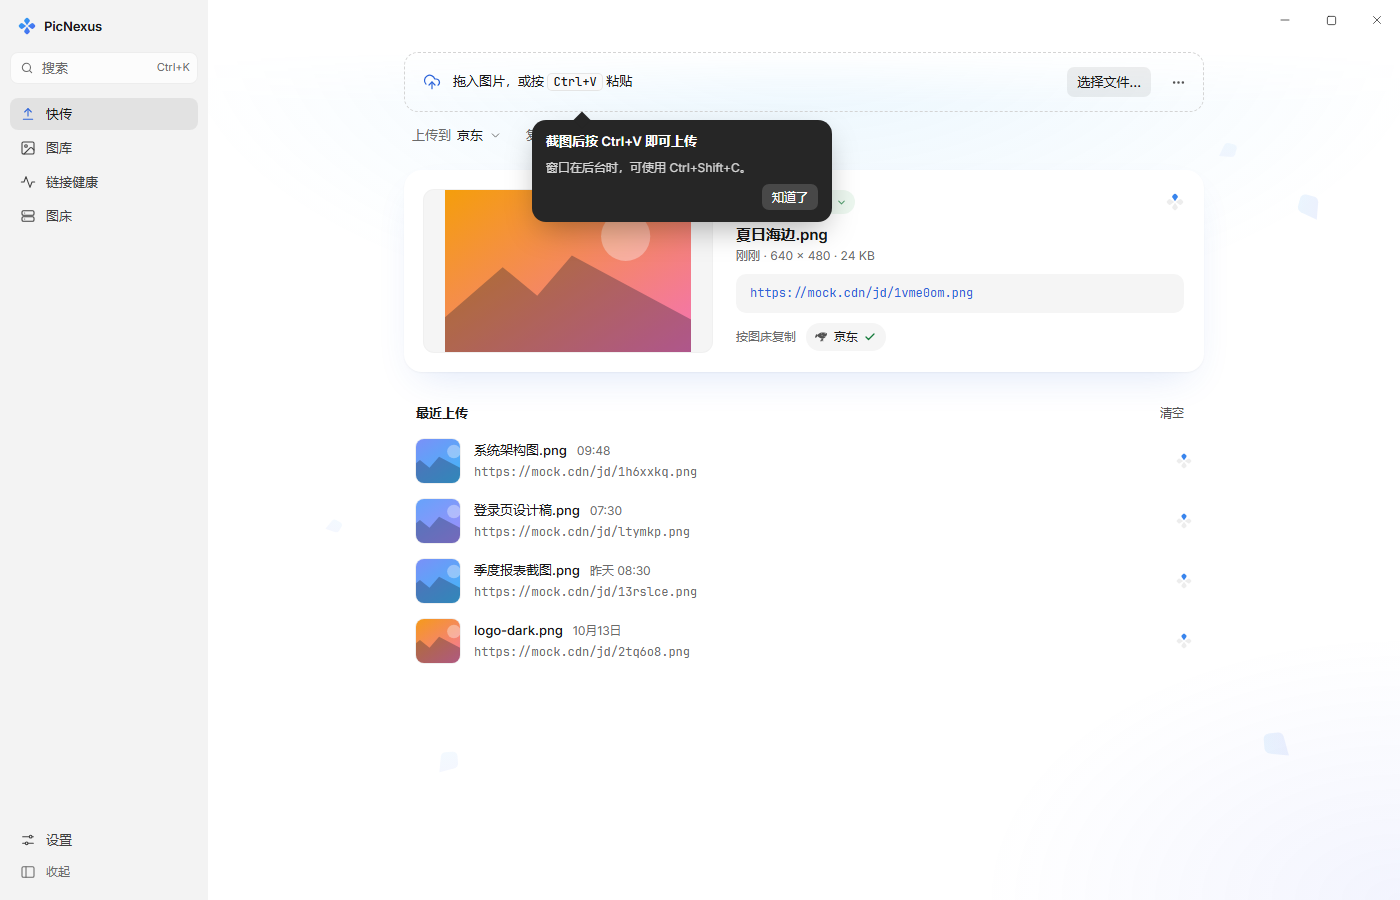 PicNexus
搜索 Ctrl+K
快传
图库
链接健康
图床
设置
收起
拖入图片，或按 Ctrl+V 粘贴
选择文件...
上传到 京东
截图后按 Ctrl+V 即可上传
窗口在后台时，可使用 Ctrl+Shift+C。
知道了
夏日海边.png
刚刚 · 640 × 480 · 24 KB
https://mock.cdn/jd/1vme0om.png
按图床复制 京东
最近上传 清空
系统架构图.png 09:48
https://mock.cdn/jd/1h6xxkq.png
登录页设计稿.png 07:30
https://mock.cdn/jd/ltymkp.png
季度报表截图.png 昨天 08:30
https://mock.cdn/jd/13rslce.png
logo-dark.png 10月13日
https://mock.cdn/jd/2tq6o8.png